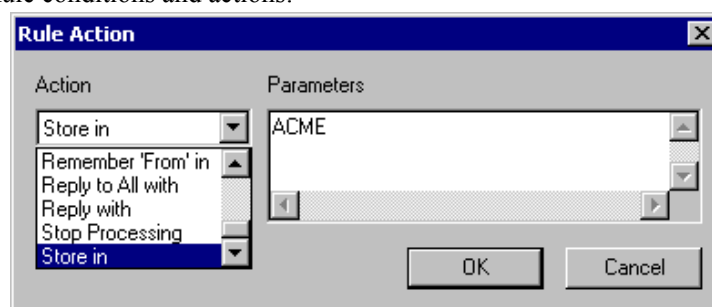 rule conditions and actions.
Rule Action
Action
Parameters
Store in
ACME
Remember 'From' in
Reply to All with
Reply with
Stop Processing
Store in
OK
Cancel